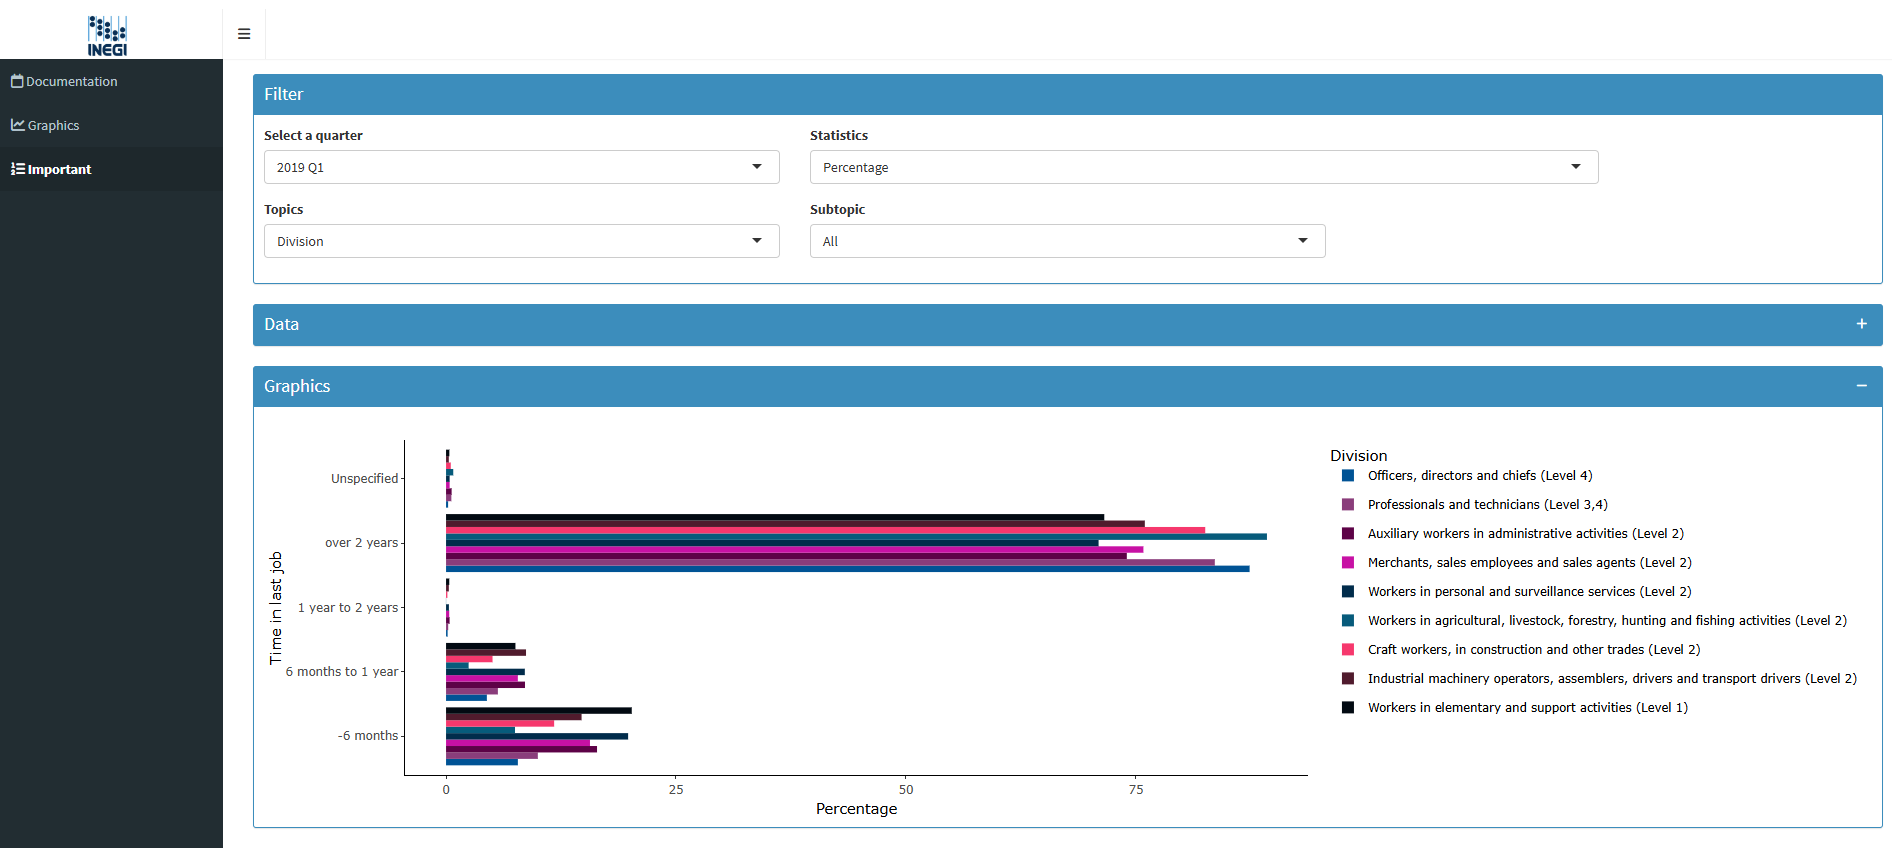 INEGI
Documentation
Graphics
Important
Filter
Select a quarter
Statistics
2019 Q1
Percentage
Topics
Subtopic
Division
All
Data
Graphics
Time in last job
Unspecified
over 2 years
1 year to 2 years
6 months to 1 year
-6 months
0 25 50 75
Percentage
Division
Officers, directors and chiefs (Level 4)
Professionals and technicians (Level 3,4)
Auxiliary workers in administrative activities (Level 2)
Merchants, sales employees and sales agents (Level 2)
Workers in personal and surveillance services (Level 2)
Workers in agricultural, livestock, forestry, hunting and fishing activities (Level 2)
Craft workers, in construction and other trades (Level 2)
Industrial machinery operators, assemblers, drivers and transport drivers (Level 2)
Workers in elementary and support activities (Level 1)